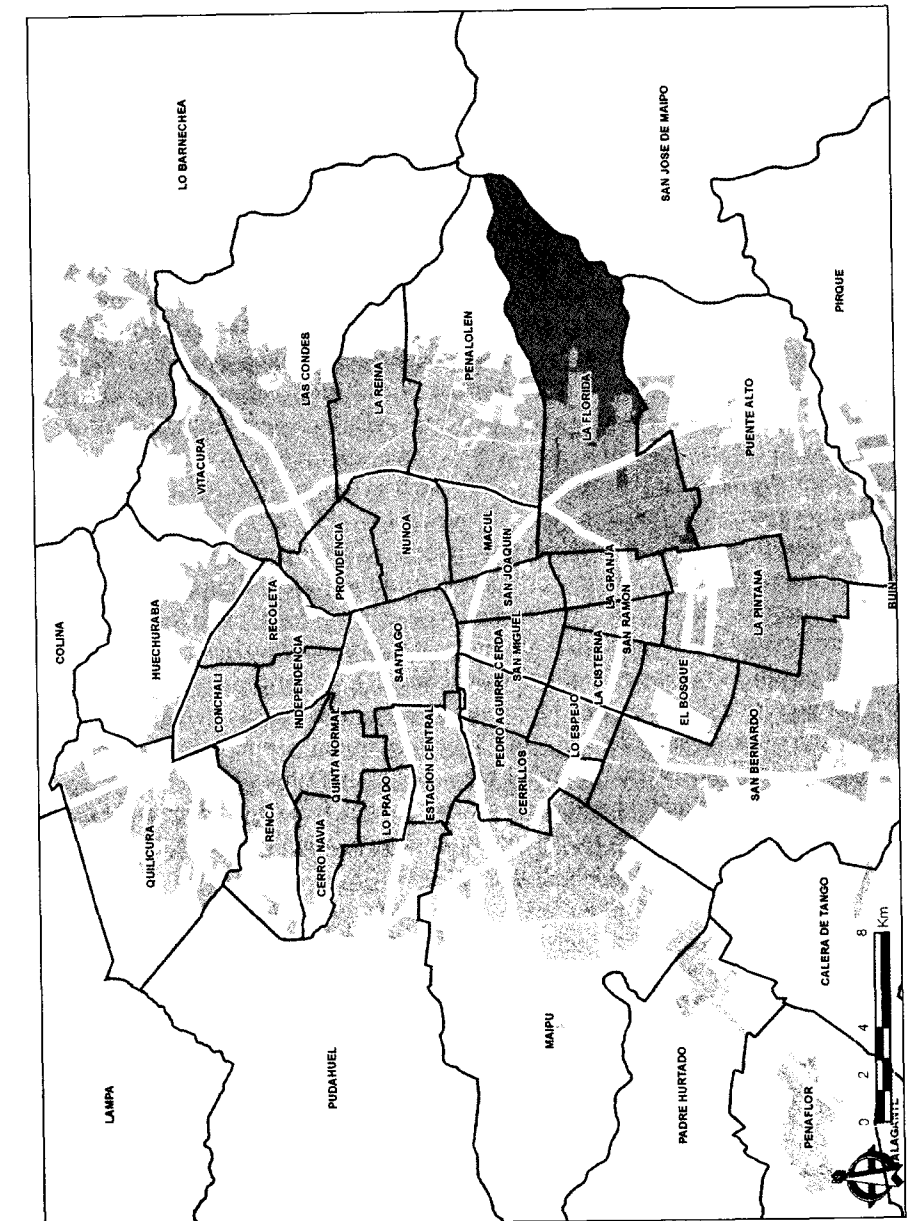 LAMPA
COLINA
LO BARNECHEA
QUILICURA
HUECHURABA
VITACURA
CONCHALI
RECOLETA
LAS CONDES
RENCA
INDEPENDENCIA
PROVIDENCIA
LA REINA
PUDAHUEL
CERRO NAVIA
QUINTA NORMAL
LO PRADO
SANTIAGO
NUNOA
PENALOLEN
ESTACION CENTRAL
MACUL
MAIPU
CERRILLOS
PEDRO AGUIRRE CERDA
SAN MIGUEL
SAN JOAQUIN
LA FLORIDA
LO ESPEJO
LA CISTERNA
SAN RAMON
LA GRANJA
SAN JOSE DE MAIPO
PADRE HURTADO
EL BOSQUE
SAN BERNARDO
LA PINTANA
PUENTE ALTO
PIRQUE
PENAFLOR
CALERA DE TANGO
BUIN
ALAGANTE
0 2 4 8
Km